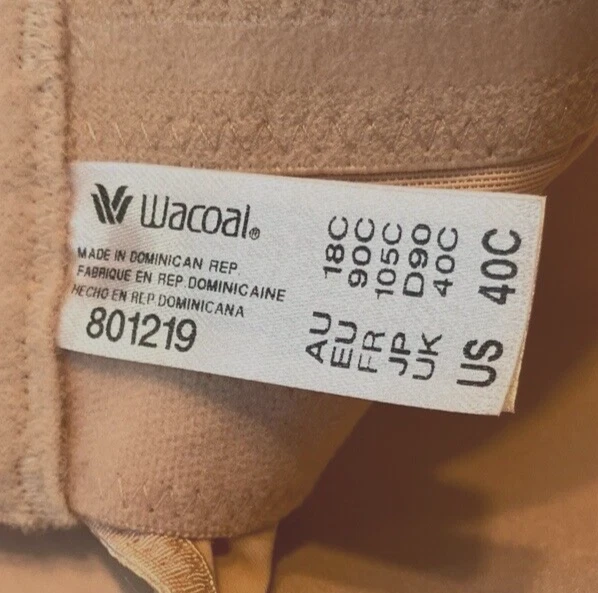 Wacoal®
MADE IN DOMINICAN REP.
FABRIQUE EN REP.DOMINICAINE
HECHO EN REP.DOMINICANA
801219
AU 18C
EU 90C
FR 105C
JP D90
UK 40C
US 40C